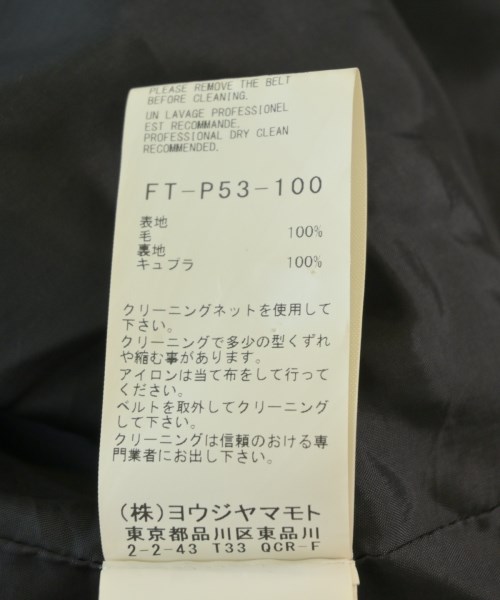 PLEASE REMOVE THE BELT
BEFORE CLEANING.
UN LAVAGE PROFESSIONEL
EST RECOMMANDE.
PROFESSIONAL DRY CLEAN
RECOMMENDED.
FT-P53-100
表地
毛 100%
裏地
キュプラ 100%
クリーニングネットを使用して
下さい。
クリーニングで多少の型くずれ
や縮む事があります。
アイロンは当て布をして行って
ください。
ベルトを取外してクリーニング
して下さい。
クリーニングは信頼のおける専
門業者にお出し下さい。
(株)ヨウジヤマモト
東京都品川区東品川
2-2-43 T33 QCR-F